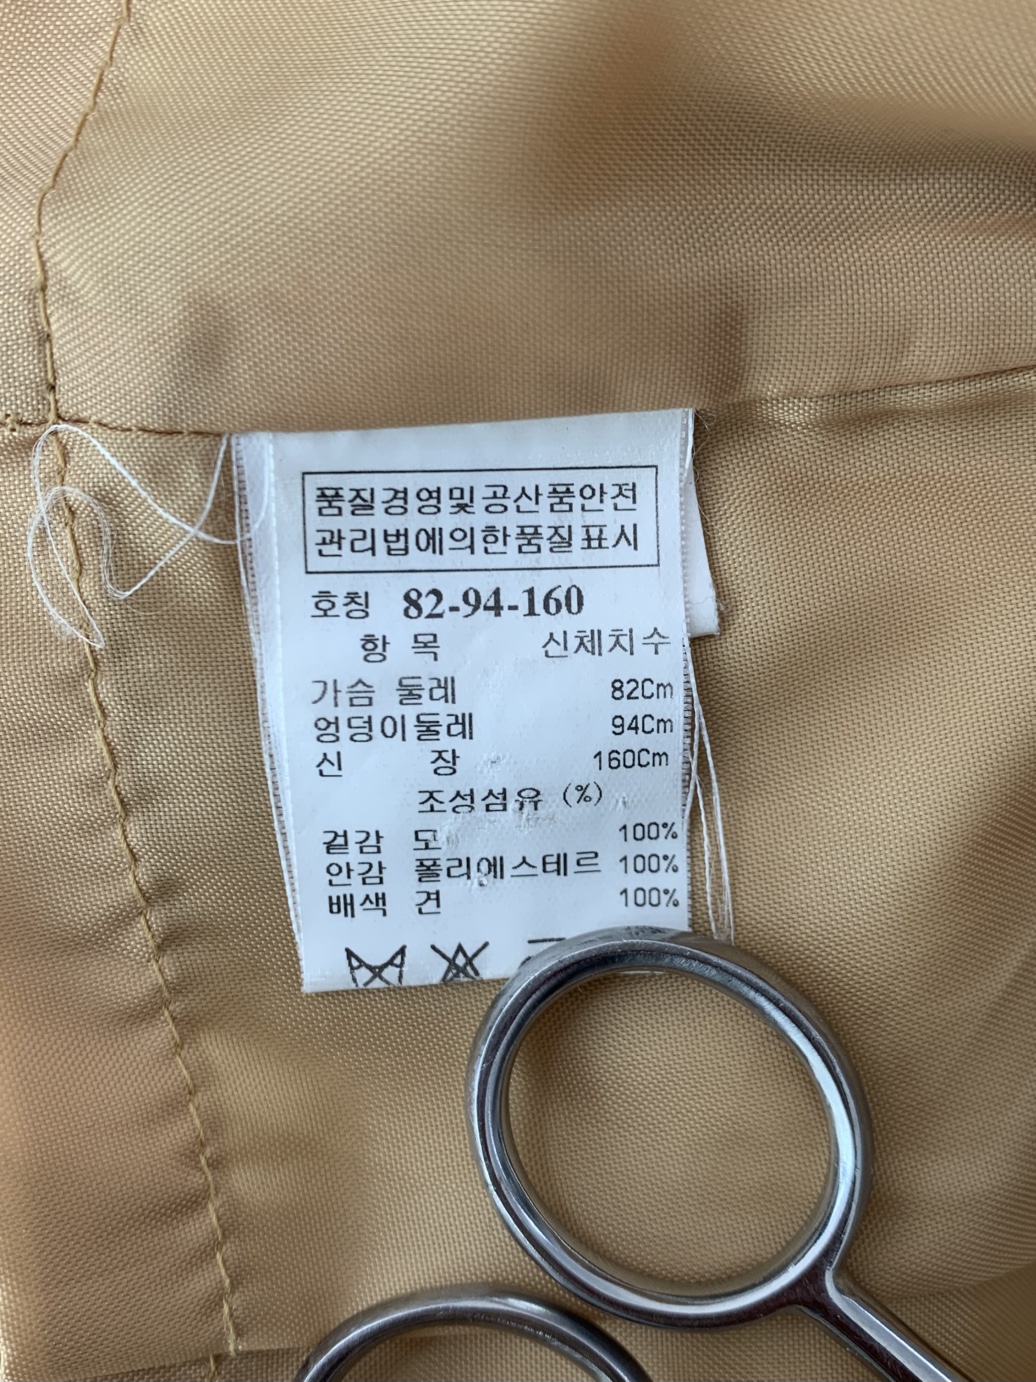 품질경영및공산품안전
관리법에의한품질표시
호칭 82-94-160
항 목 신체치수
가슴 둘레 82Cm
엉덩이둘레 94Cm
신 장 160Cm
조성섬유 (%)
겉감 모 100%
안감 폴리에스테르 100%
배색 견 100%